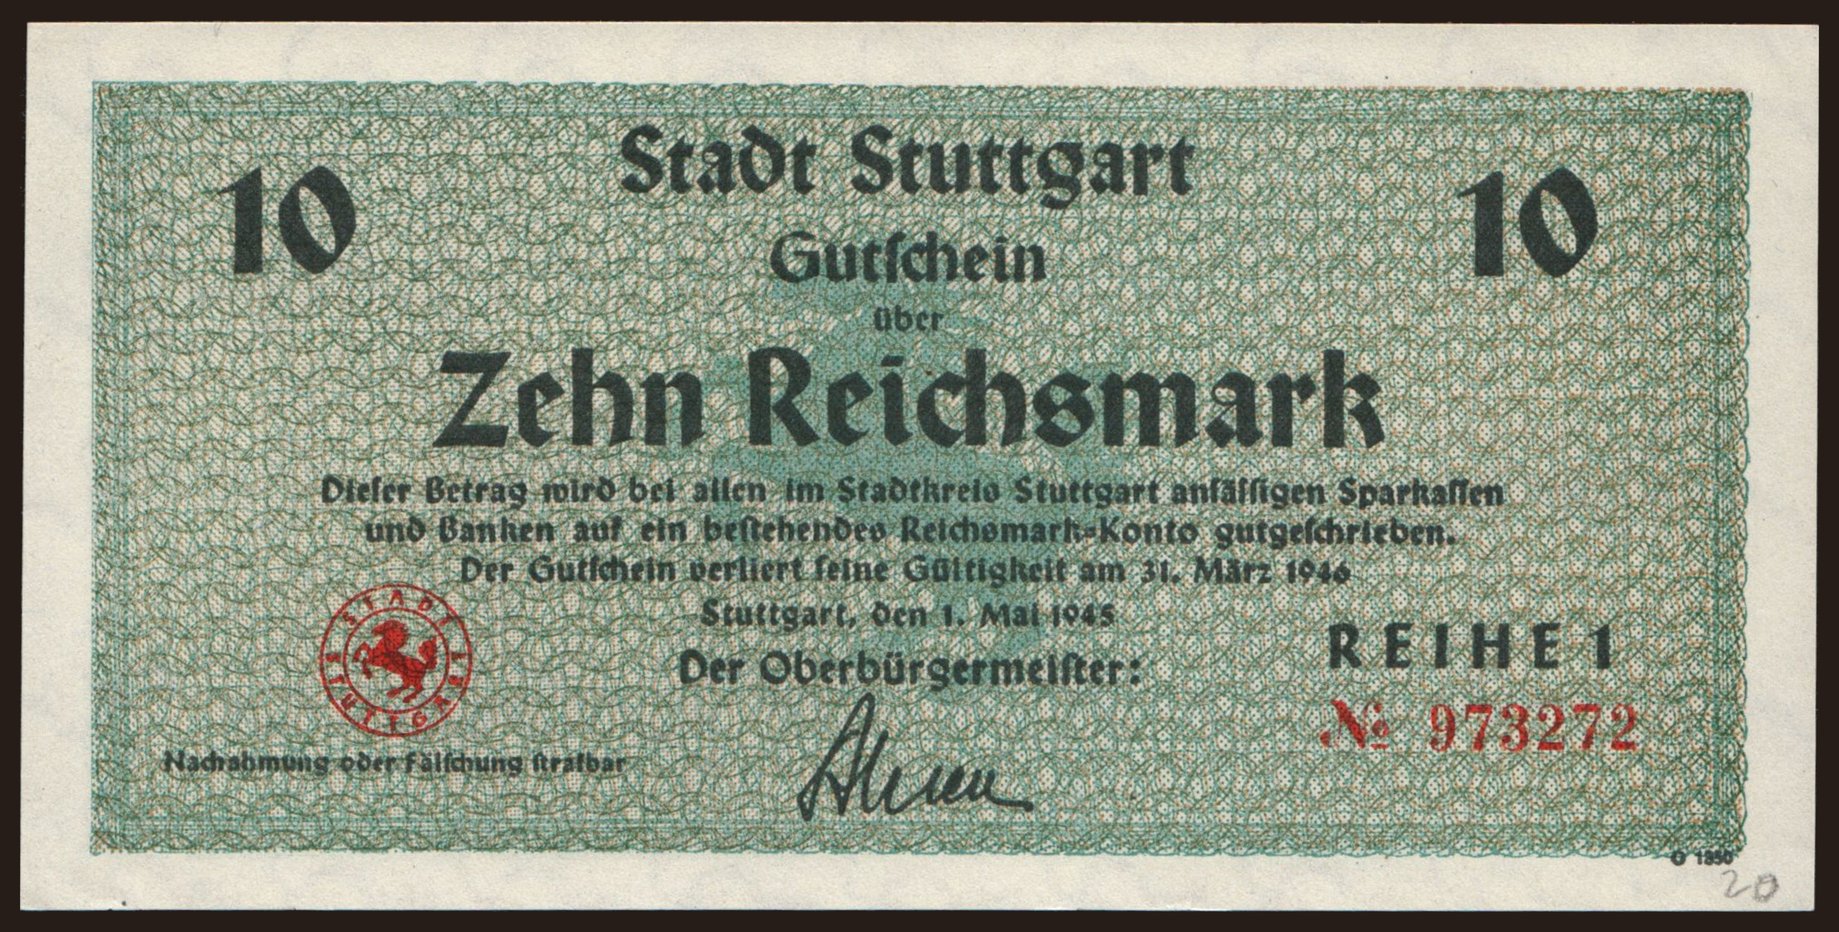 Stadt Stuttgart
10
10
Gutſchein
über
Zehn Reichsmark
Dieſer Betrag wird bei allen im Stadtkreis Stuttgart anſäſſigen Sparkaſſen
und Banken auf ein beſtehendes Reichsmark-Konto gutgeſchrieben.
Der Gutſchein verliert ſeine Gültigkeit am 31. März 1946
Stuttgart, den 1. Mai 1945
Der Oberbürgermeiſter:
STADT STUTTGART
REIHE 1
№ 973272
Nachahmung oder Fälſchung ſtrafbar
20